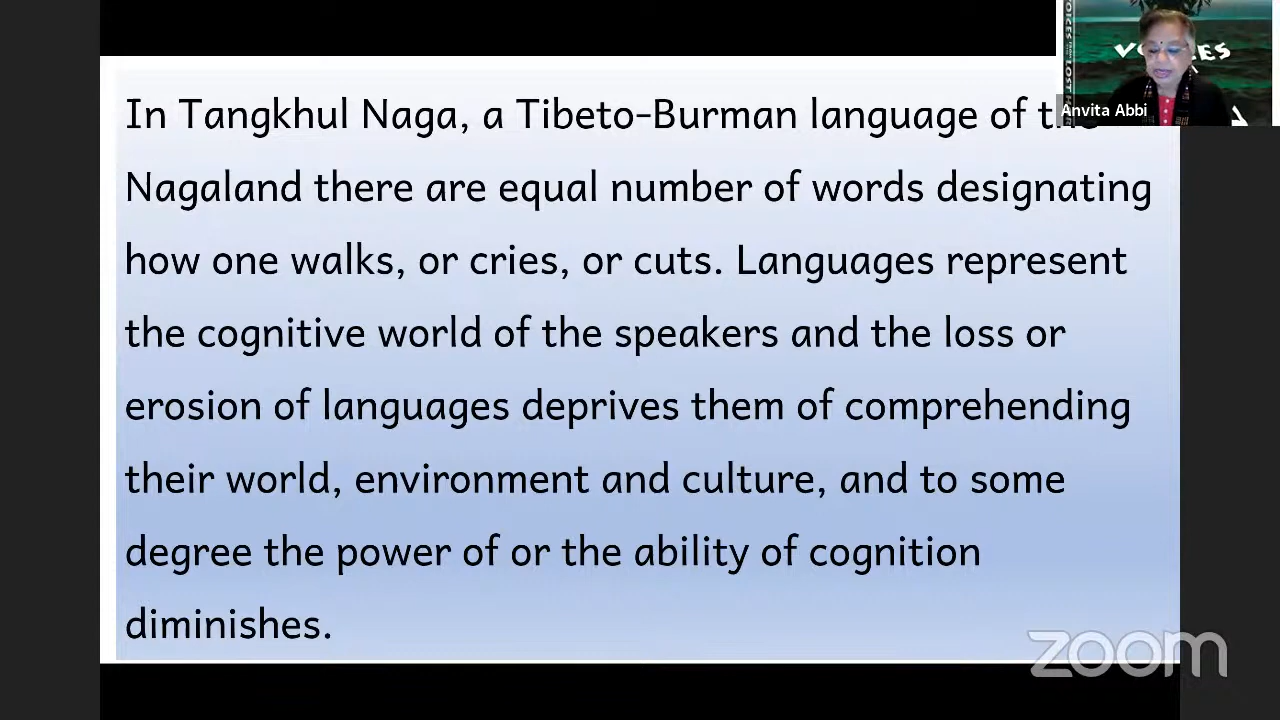 In Tangkhul Naga, a Tibeto-Burman language of
Nagaland there are equal number of words designating
how one walks, or cries, or cuts. Languages represent
the cognitive world of the speakers and the loss or
erosion of languages deprives them of comprehending
their world, environment and culture, and to some
degree the power of or the ability of cognition
diminishes.
Anvita Abbi
LOST
zoom